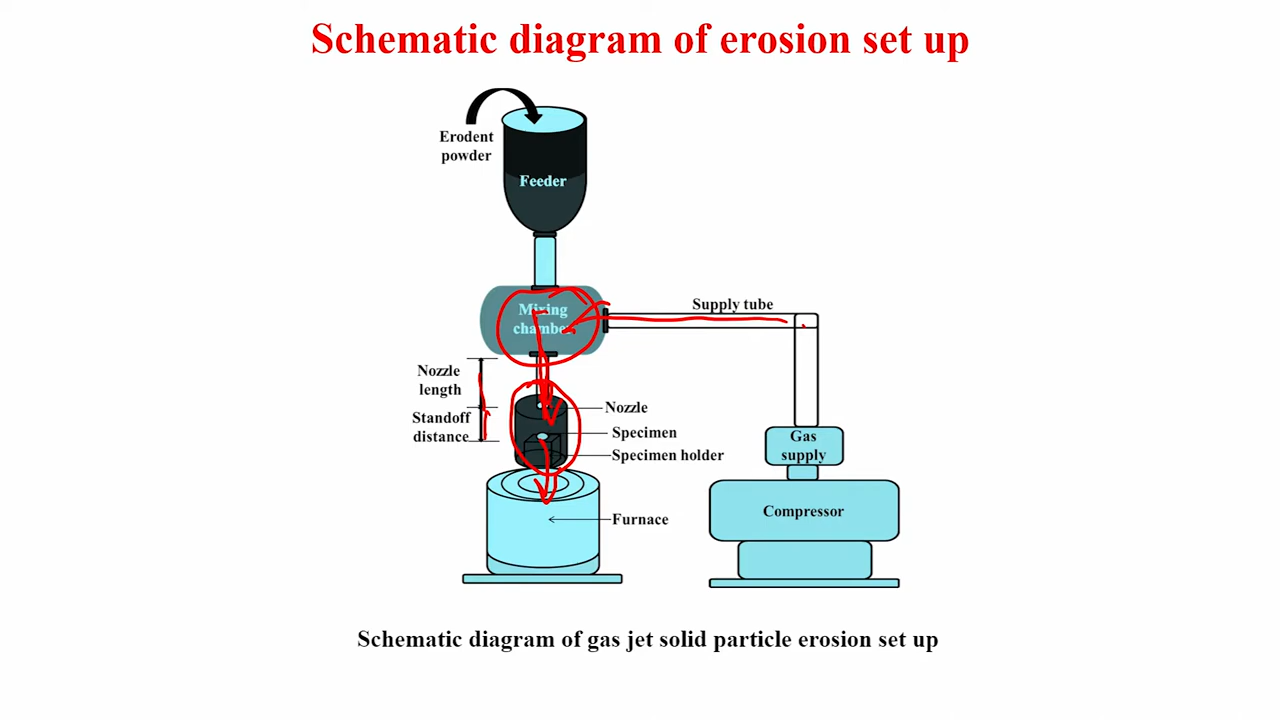 Schematic diagram of erosion set up
Erodent
powder
Feeder
Mixing
chamber
Supply tube
Nozzle
length
Standoff
distance
Nozzle
Specimen
Specimen holder
Furnace
Gas
supply
Compressor
Schematic diagram of gas jet solid particle erosion set up